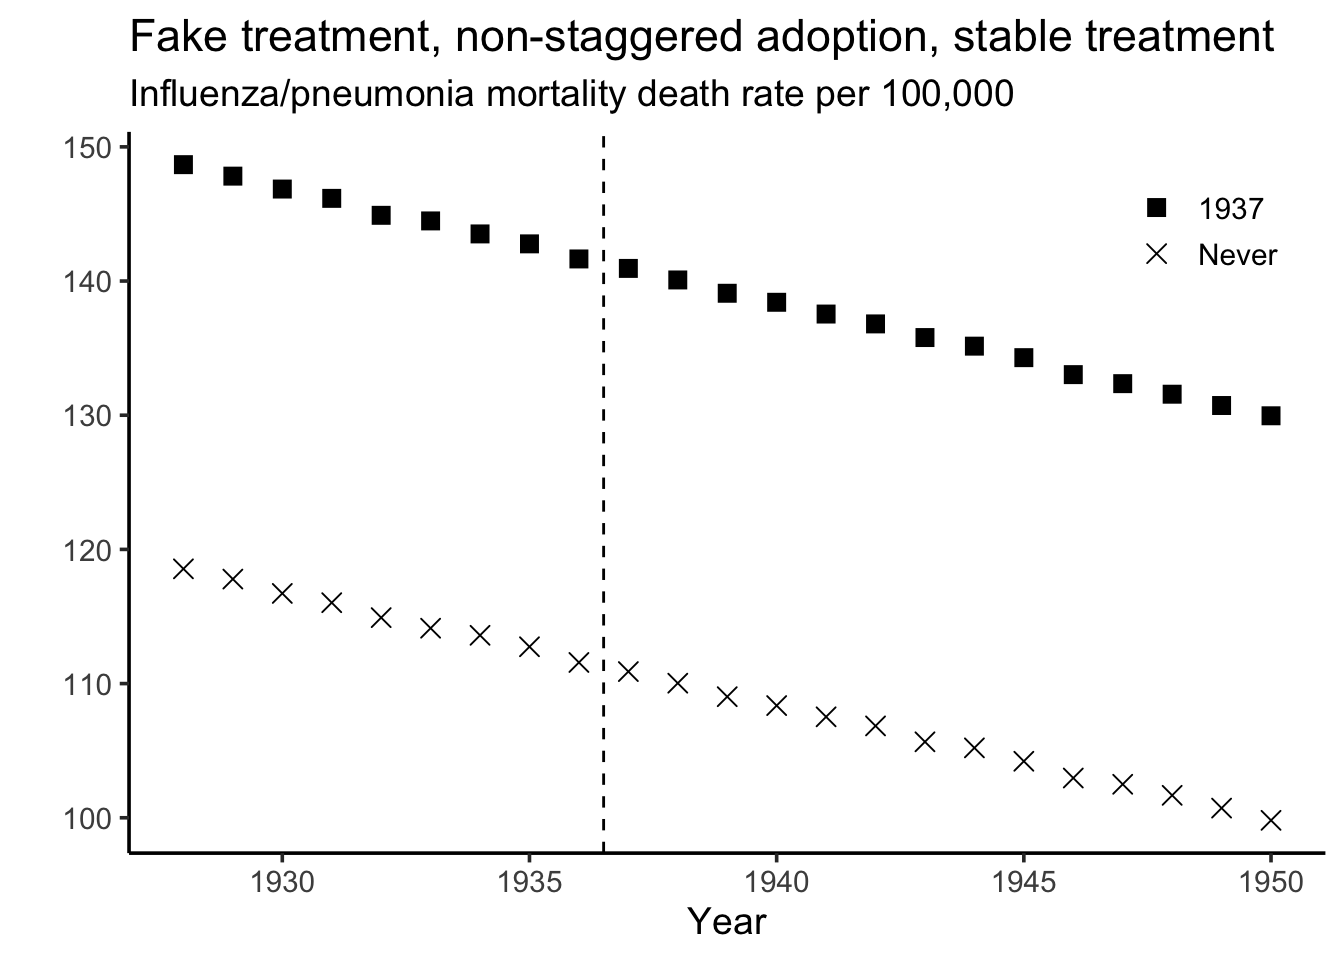 Fake treatment, non-staggered adoption, stable treatment
Influenza/pneumonia mortality death rate per 100,000
150
140
130
120
110
100
1937
Never
1930 1935 1940 1945 1950
Year